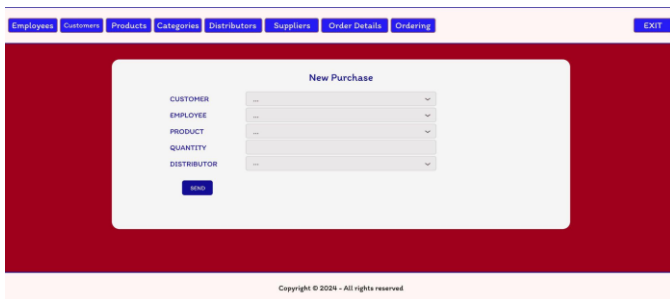 Employees Customers Products Categories Distributors Suppliers Order Details Ordering EXIT
New Purchase
CUSTOMER ...
EMPLOYEE ...
PRODUCT ...
QUANTITY
DISTRIBUTOR ...
SEND
Copyright © 2024 - All rights reserved.